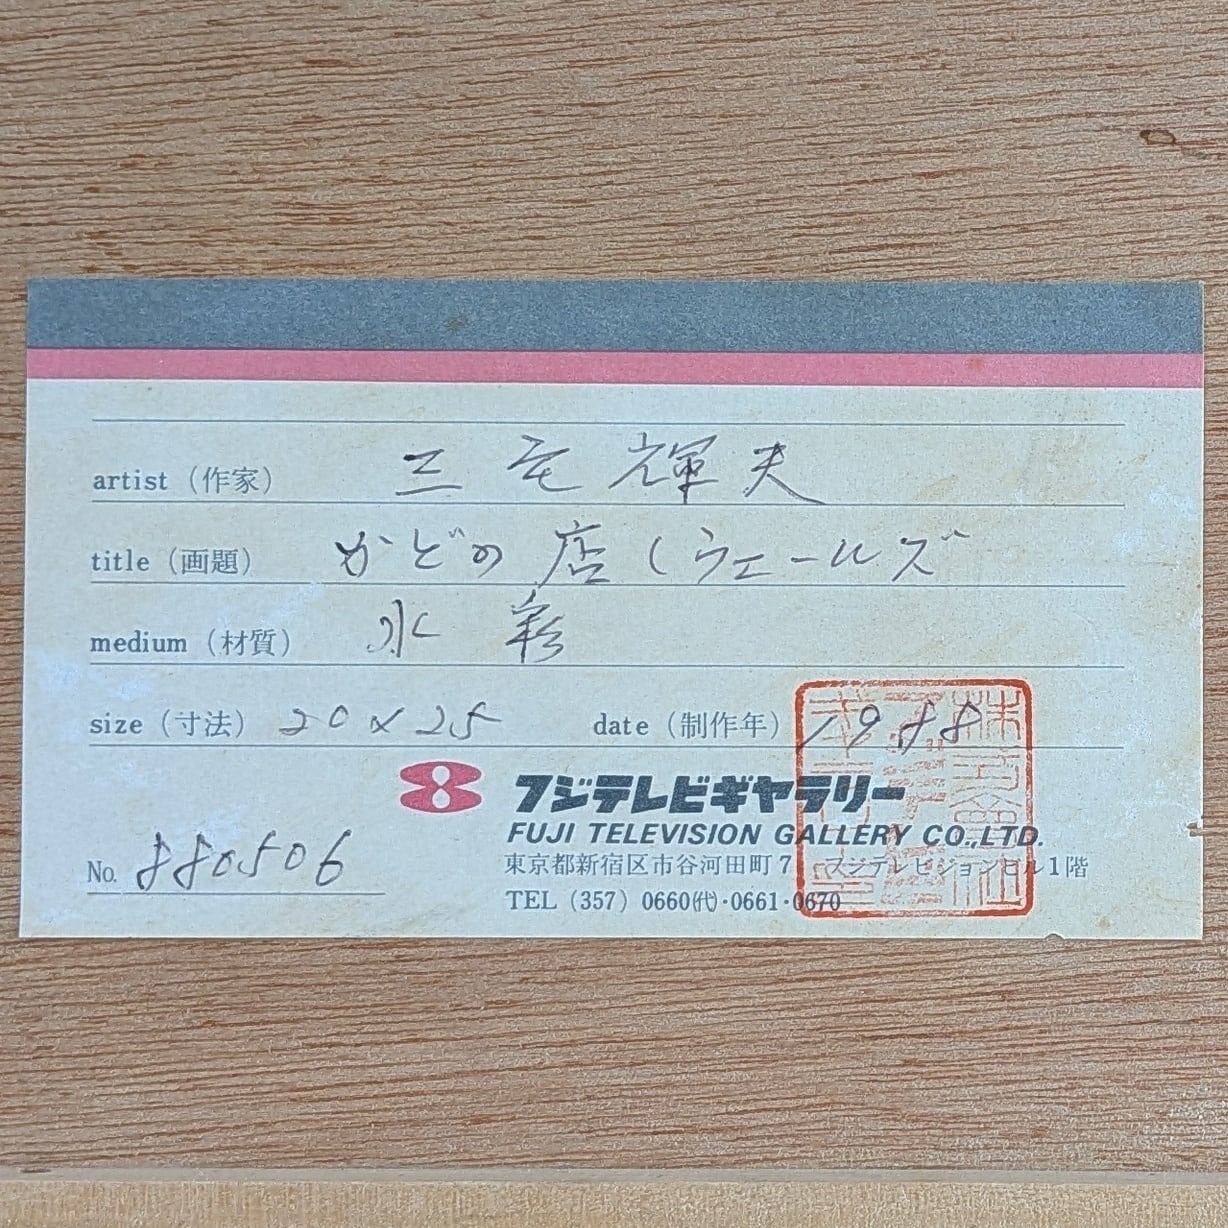 artist（作家） 三宅輝夫
title（画題） かどの店（ウェールズ
medium（材質） 水彩
size（寸法） 20×25 date（制作年） 1988
フジテレビギャラリー
FUJI TELEVISION GALLERY CO.,LTD.
東京都新宿区市谷河田町7 フジテレビジョンビル1階
No. 880506
TEL（357）0660㈹・0661・0670